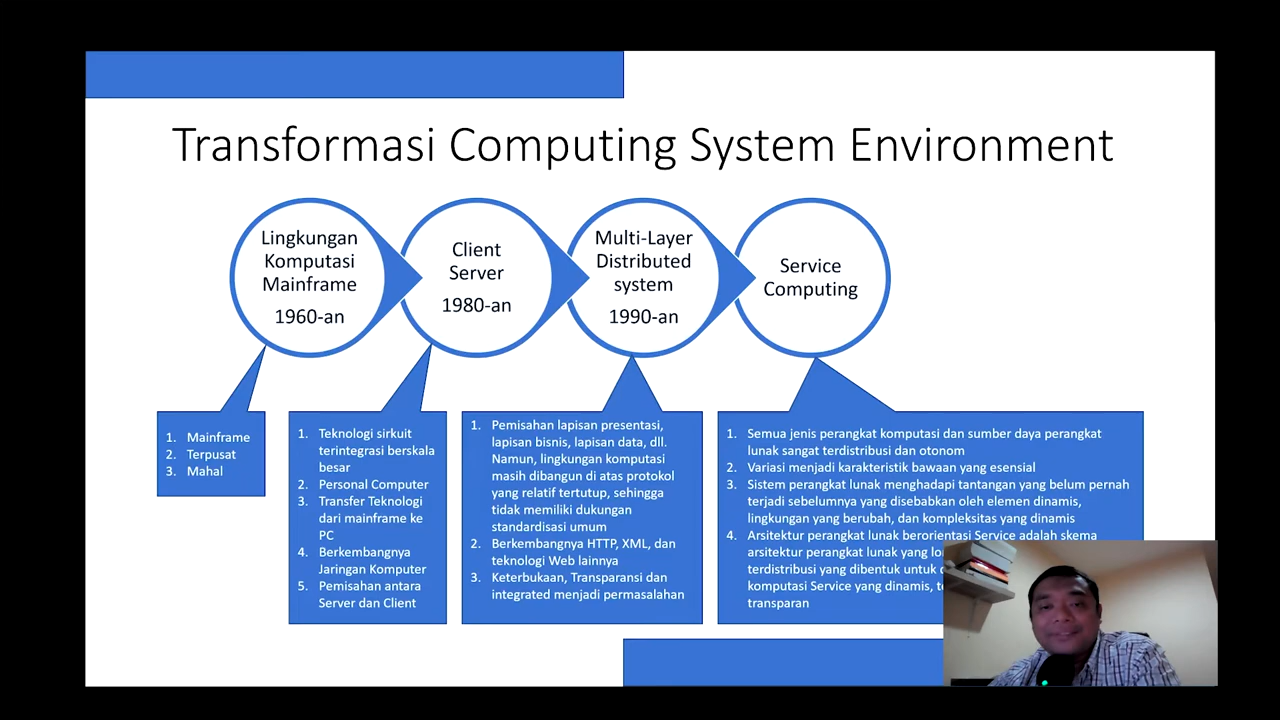 Transformasi Computing System Environment
Lingkungan
Komputasi
Mainframe
1960-an
Client
Server
1980-an
Multi-Layer
Distributed
system
1990-an
Service
Computing
1. Mainframe
2. Terpusat
3. Mahal
1. Teknologi sirkuit
terintegrasi berskala
besar
2. Personal Computer
3. Transfer Teknologi
dari mainframe ke
PC
4. Berkembangnya
Jaringan Komputer
5. Pemisahan antara
Server dan Client
1. Pemisahan lapisan presentasi,
lapisan bisnis, lapisan data, dll.
Namun, lingkungan komputasi
masih dibangun di atas protokol
yang relatif tertutup, sehingga
tidak memiliki dukungan
standardisasi umum
2. Berkembangnya HTTP, XML, dan
teknologi Web lainnya
3. Keterbukaan, Transparansi dan
integrated menjadi permasalahan
1. Semua jenis perangkat komputasi dan sumber daya perangkat
lunak sangat terdistribusi dan otonom
2. Variasi menjadi karakteristik bawaan yang esensial
3. Sistem perangkat lunak menghadapi tantangan yang belum pernah
terjadi sebelumnya yang disebabkan oleh elemen dinamis,
lingkungan yang berubah, dan kompleksitas yang dinamis
4. Arsitektur perangkat lunak berorientasi Service adalah skema
arsitektur perangkat lunak yang
terdistribusi yang dibentuk untuk
komputasi Service yang dinamis,
transparan